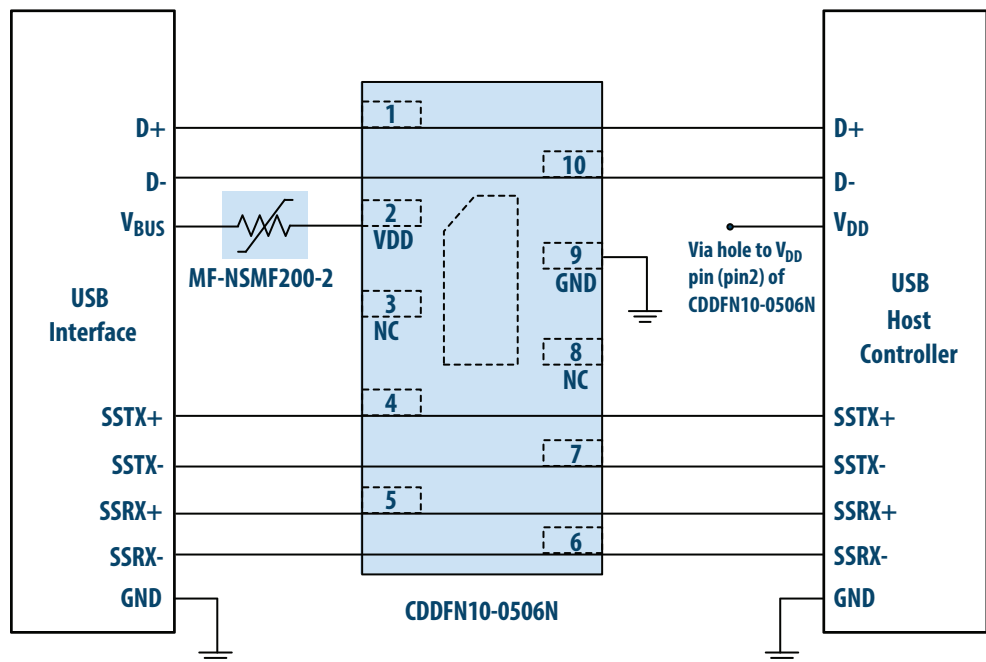 D+
D-
VBUS
MF-NSMF200-2
USB
Interface
SSTX+
SSTX-
SSRX+
SSRX-
GND
1
10
2
VDD
9
GND
3
NC
8
NC
4
7
5
6
CDDFN10-0506N
D+
D-
VDD
Via hole to VDD
pin (pin2) of
CDDFN10-0506N
USB
Host
Controller
SSTX+
SSTX-
SSRX+
SSRX-
GND